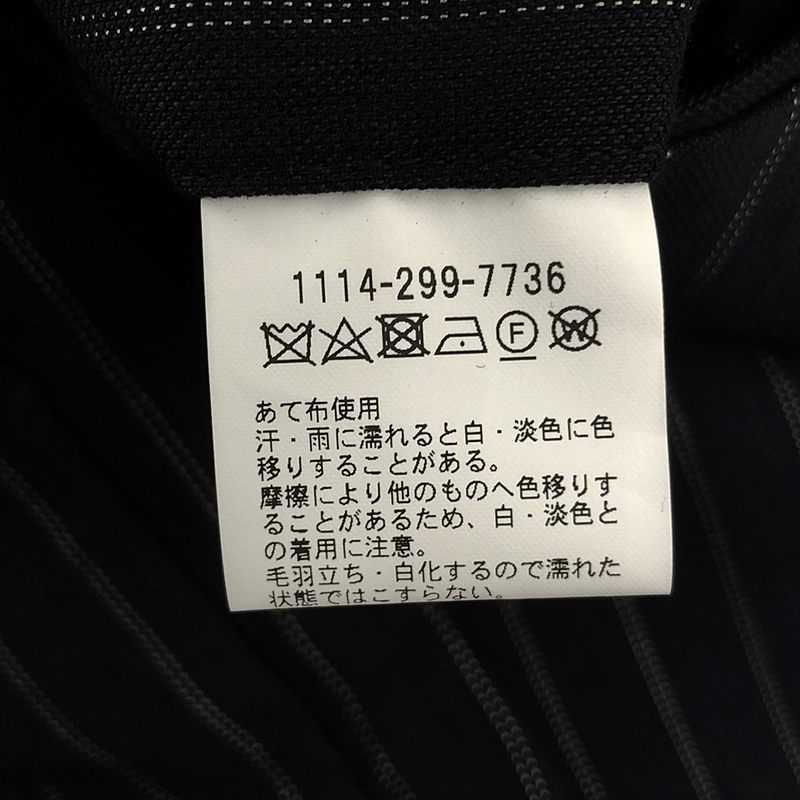 1114-299-7736
F W
あて布使用
汗・雨に濡れると白・淡色に色
移りすることがある。
摩擦により他のものへ色移りす
ることがあるため、白・淡色と
の着用に注意。
毛羽立ち・白化するので濡れた
状態ではこすらない。